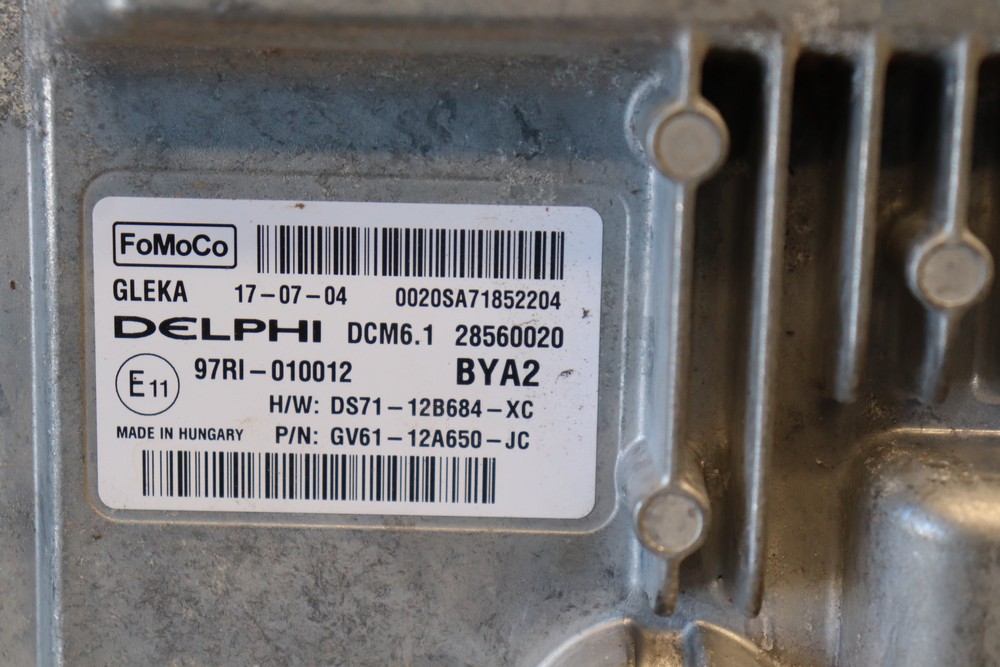 FoMoCo
GLEKA 17-07-04 0020SA71852204
DELPHI DCM6.1 28560020
E11 97RI-010012 BYA2
H/W: DS71-12B684-XC
MADE IN HUNGARY P/N: GV61-12A650-JC